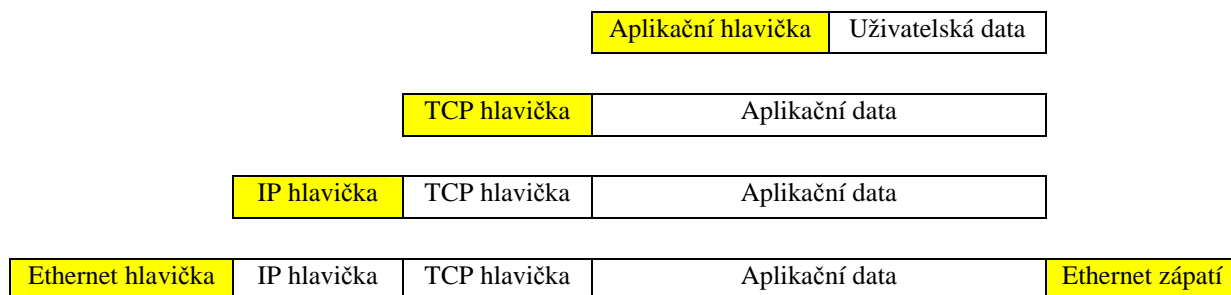 Aplikační hlavička Uživatelská data
TCP hlavička Aplikační data
IP hlavička TCP hlavička Aplikační data
Ethernet hlavička IP hlavička TCP hlavička Aplikační data Ethernet zápatí